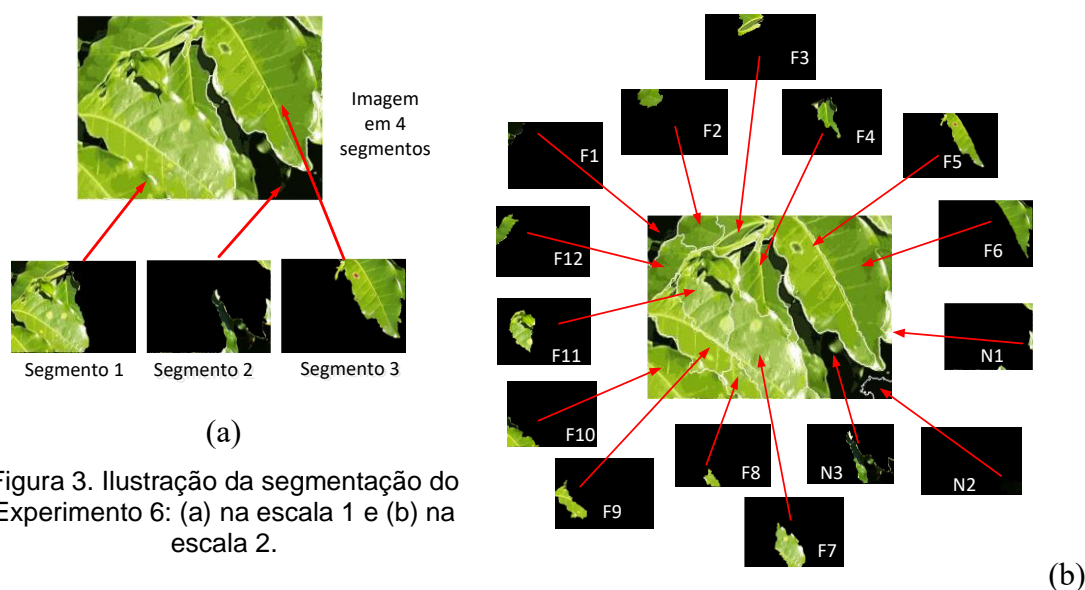 Imagem
em 4
segmentos
Segmento 1
Segmento 2
Segmento 3
(a)
Figura 3. Ilustração da segmentação do
Experimento 6: (a) na escala 1 e (b) na
escala 2.
F3
F2
F4
F1
F5
F12
F6
F11
N1
F10
F8
N3
N2
F9
F7
(b)